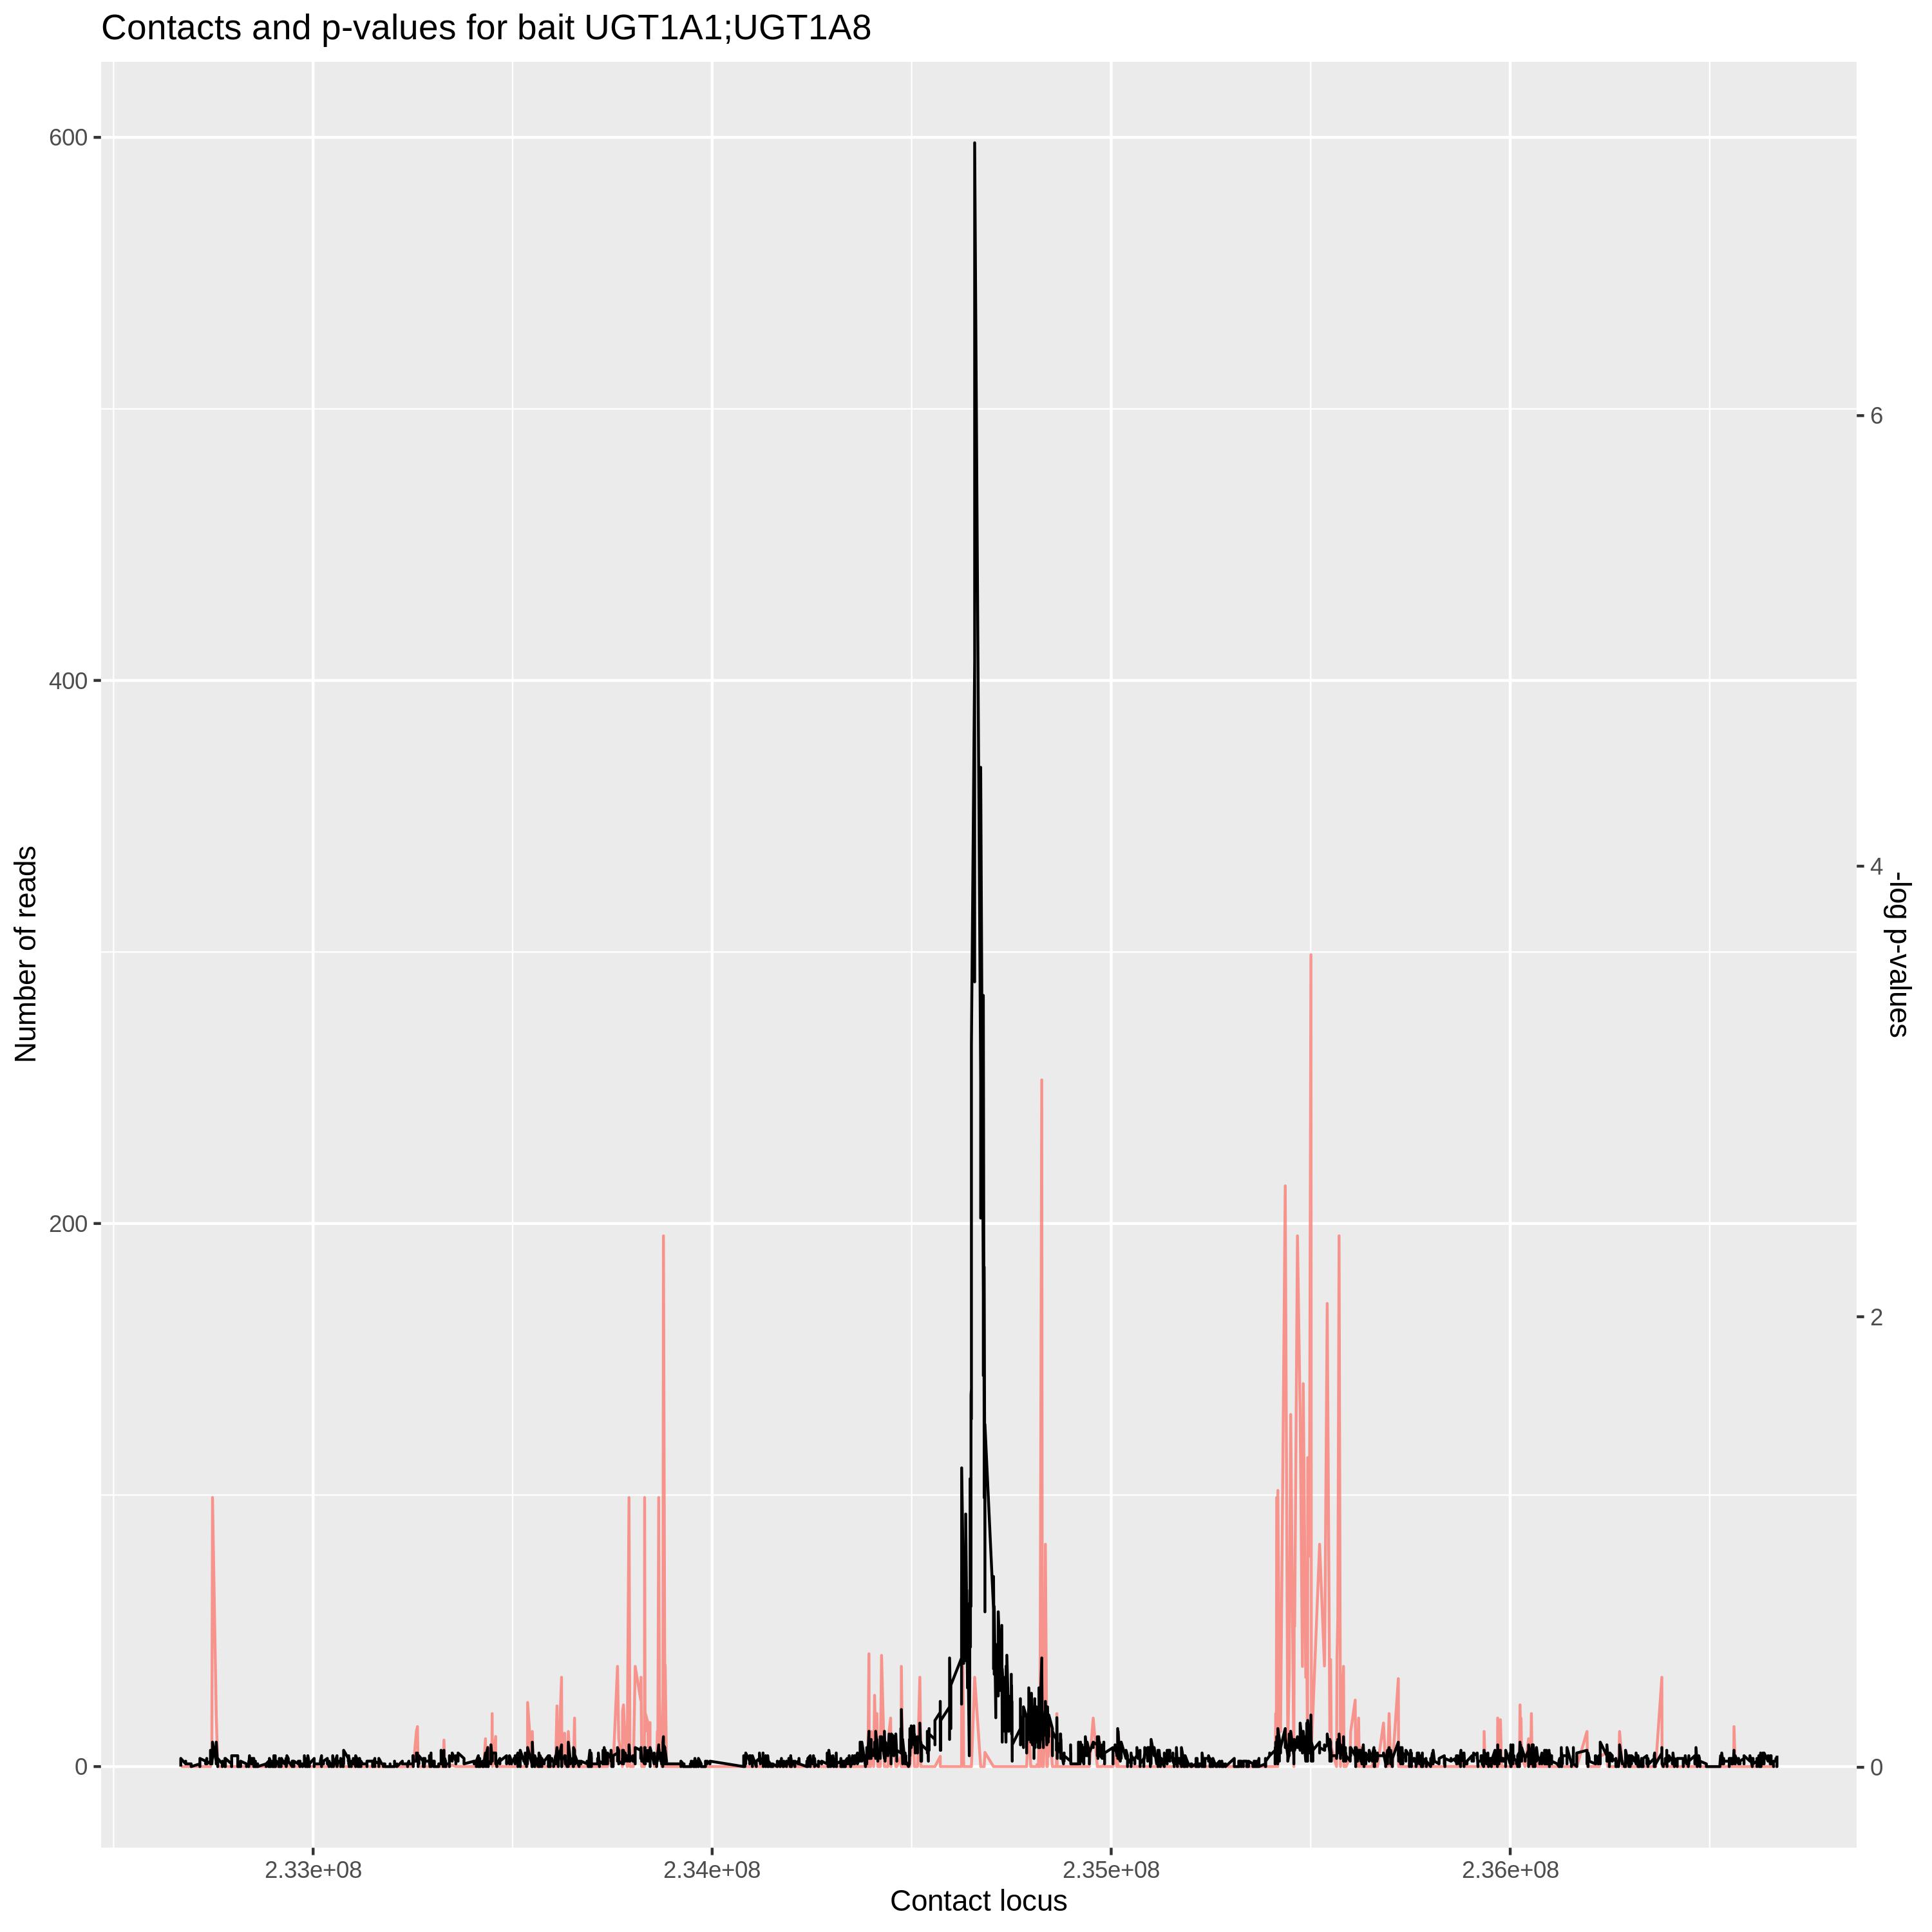 Contacts and p-values for bait UGT1A1;UGT1A8
600
400
200
0
Number of reads
6
4
2
0
-log p-values
2.33e+08
2.34e+08
2.35e+08
2.36e+08
Contact locus